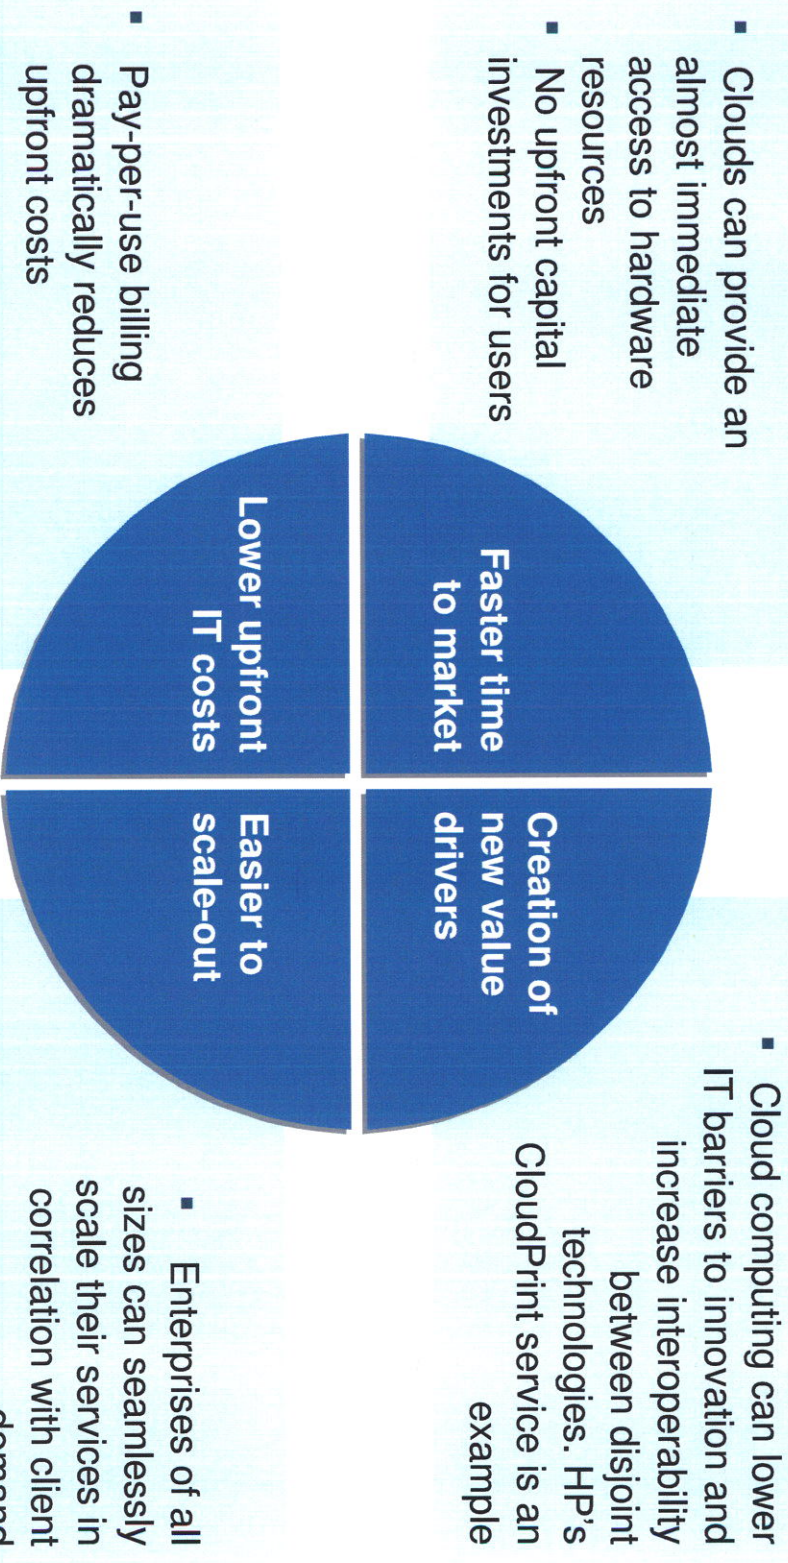 ▪ Clouds can provide an
almost immediate
access to hardware
resources
▪ No upfront capital
investments for users
Faster time
to market
Creation of
new value
drivers
▪ Cloud computing can lower
IT barriers to innovation and
increase interoperability
between disjoint
technologies. HP's
CloudPrint service is an
example
▪ Pay-per-use billing
dramatically reduces
upfront costs
Lower upfront
IT costs
Easier to
scale-out
▪ Enterprises of all
sizes can seamlessly
scale their services in
correlation with client
demand